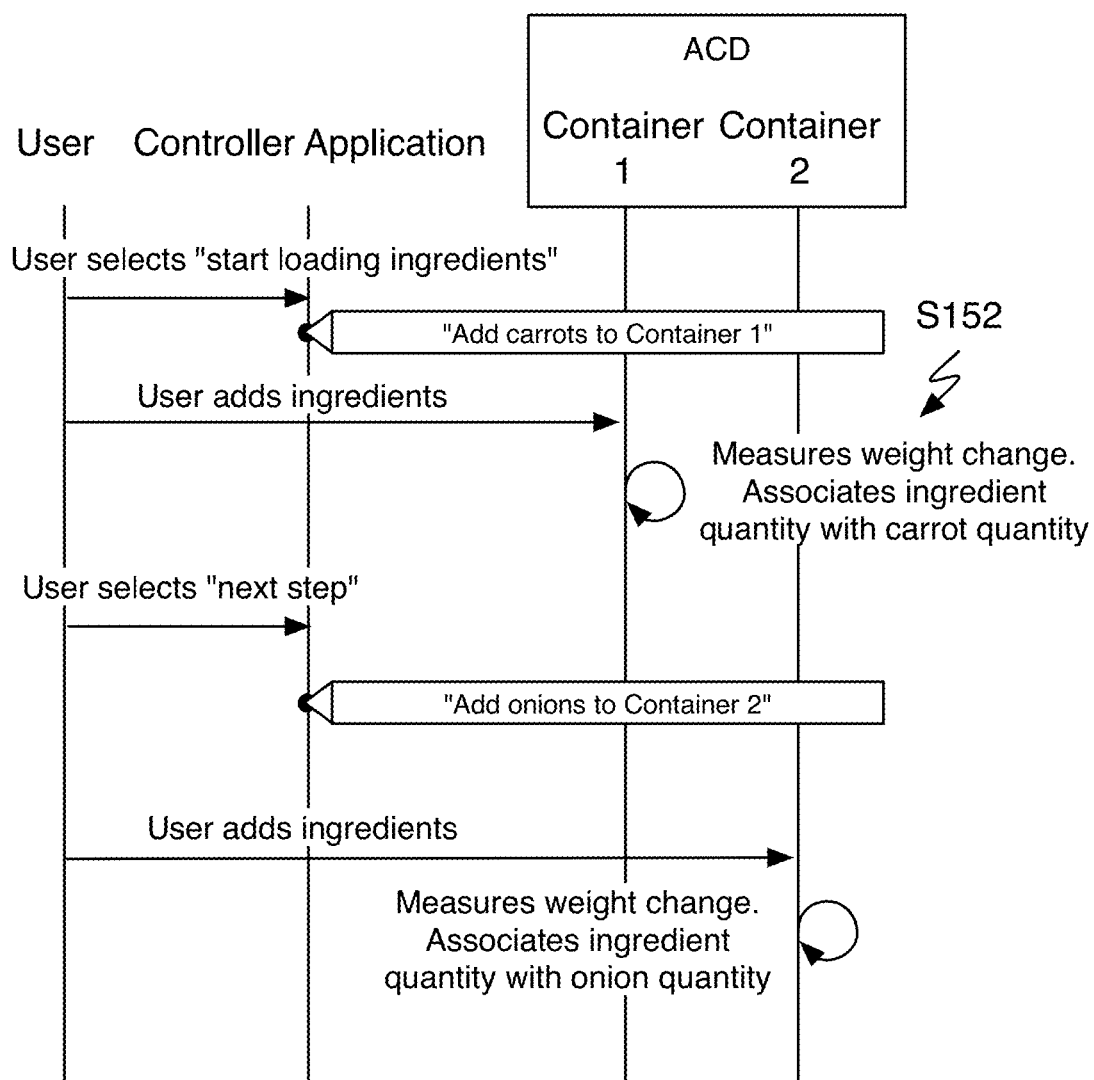 ACD
User
Controller Application
Container Container
1 2
User selects "start loading ingredients"
"Add carrots to Container 1"
S152
User adds ingredients
Measures weight change.
Associates ingredient
quantity with carrot quantity
User selects "next step"
"Add onions to Container 2"
User adds ingredients
Measures weight change.
Associates ingredient
quantity with onion quantity